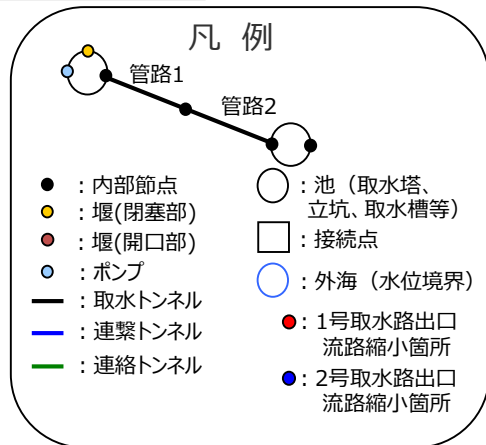 凡 例
管路1
管路2
：内部節点
：堰(閉塞部)
：堰(開口部)
：ポンプ
：取水トンネル
：連繋トンネル
：連絡トンネル
：池（取水塔、
立坑、取水槽等）
：接続点
：外海（水位境界）
：1号取水路出口
流路縮小箇所
：2号取水路出口
流路縮小箇所